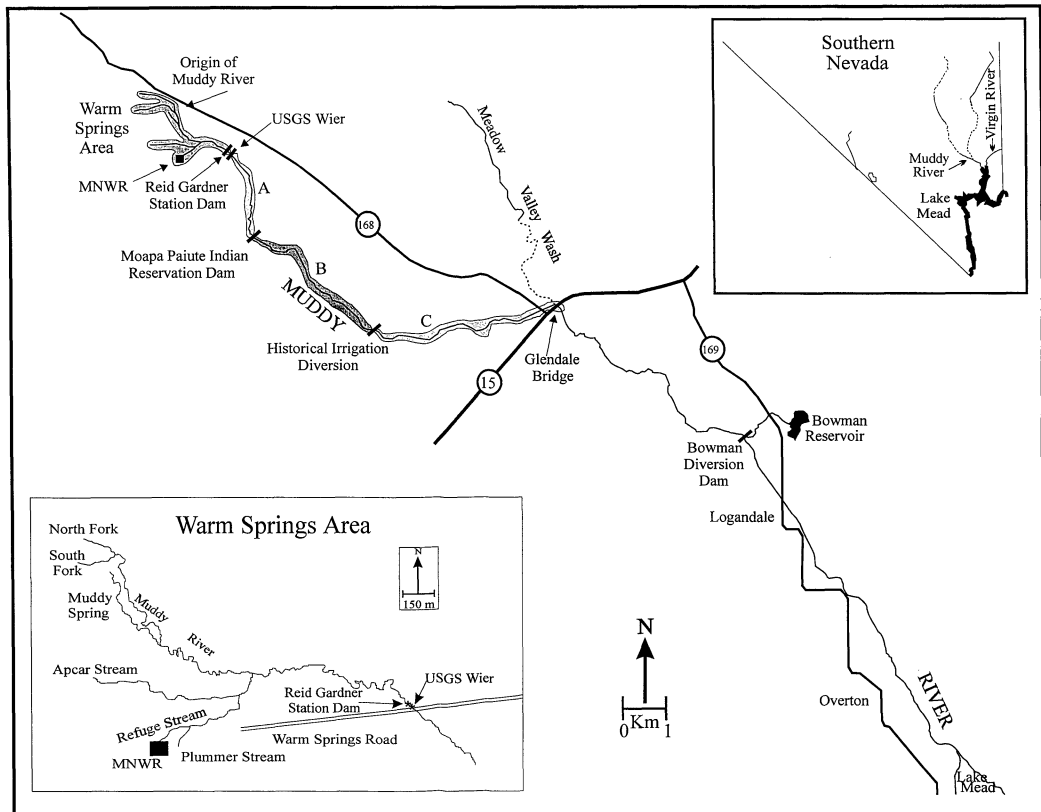 Origin of
Muddy River
Warm
Springs
Area
USGS Wier
MNWR
Reid Gardner
Station Dam
A
168
Moapa Paiute Indian
Reservation Dam
B
MUDDY
C
Historical Irrigation
Diversion
Meadow
Valley
Wash
Glendale
Bridge
15
169
Bowman
Reservoir
Bowman
Diversion
Dam
Logandale
Overton
RIVER
Lake
Mead
N
Km
0 1
Southern
Nevada
Virgin River
Muddy
River
Lake
Mead
Warm Springs Area
North Fork
South
Fork
Muddy
Spring
Muddy
River
N
150 m
Apcar Stream
USGS Wier
Reid Gardner
Station Dam
Refuge Stream
Warm Springs Road
Plummer Stream
MNWR